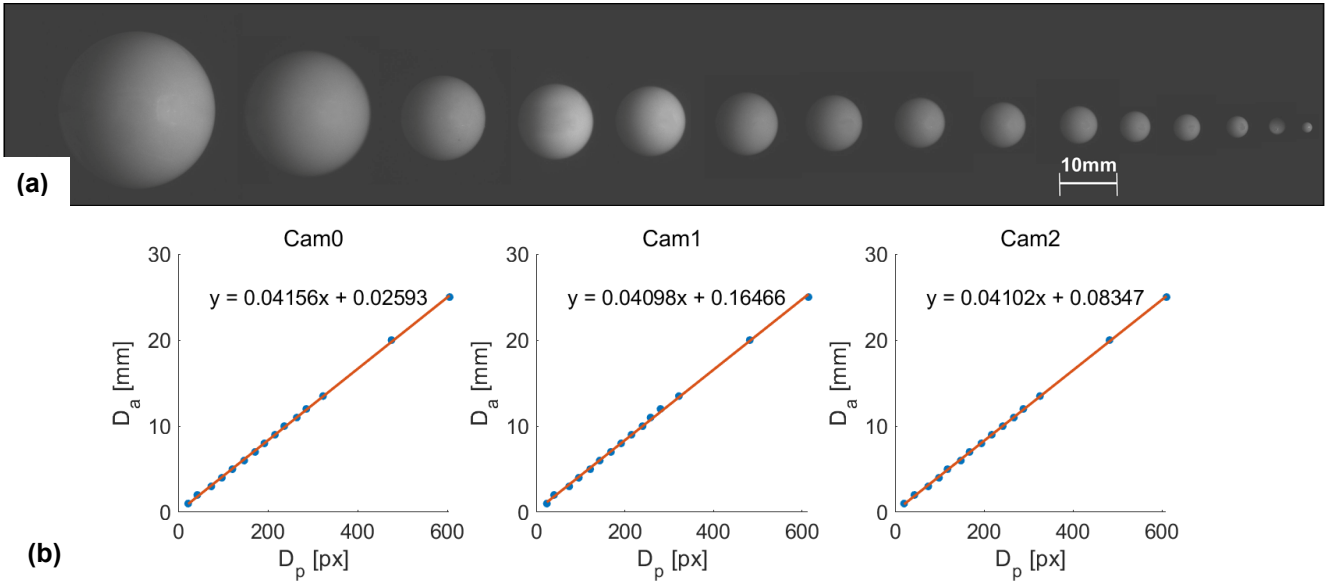 (a)
10mm
Cam0
Cam1
Cam2
y = 0.04156x + 0.02593
y = 0.04098x + 0.16466
y = 0.04102x + 0.08347
30
20
10
0
D_a [mm]
0 200 400 600
D_p [px]
30
20
10
0
D_a [mm]
0 200 400 600
D_p [px]
30
20
10
0
D_a [mm]
0 200 400 600
D_p [px]
(b)